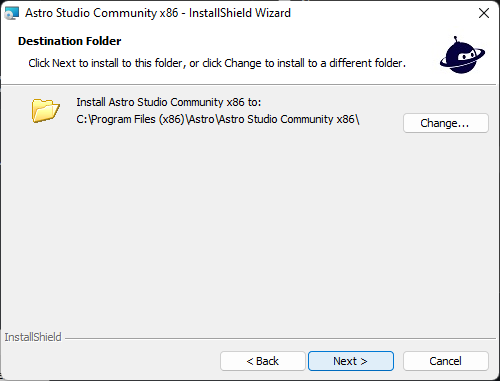 Astro Studio Community x86 - InstallShield Wizard
Destination Folder
Click Next to install to this folder, or click Change to install to a different folder.
Install Astro Studio Community x86 to:
C:\Program Files (x86)\Astro\Astro Studio Community x86\
Change...
InstallShield
< Back
Next >
Cancel